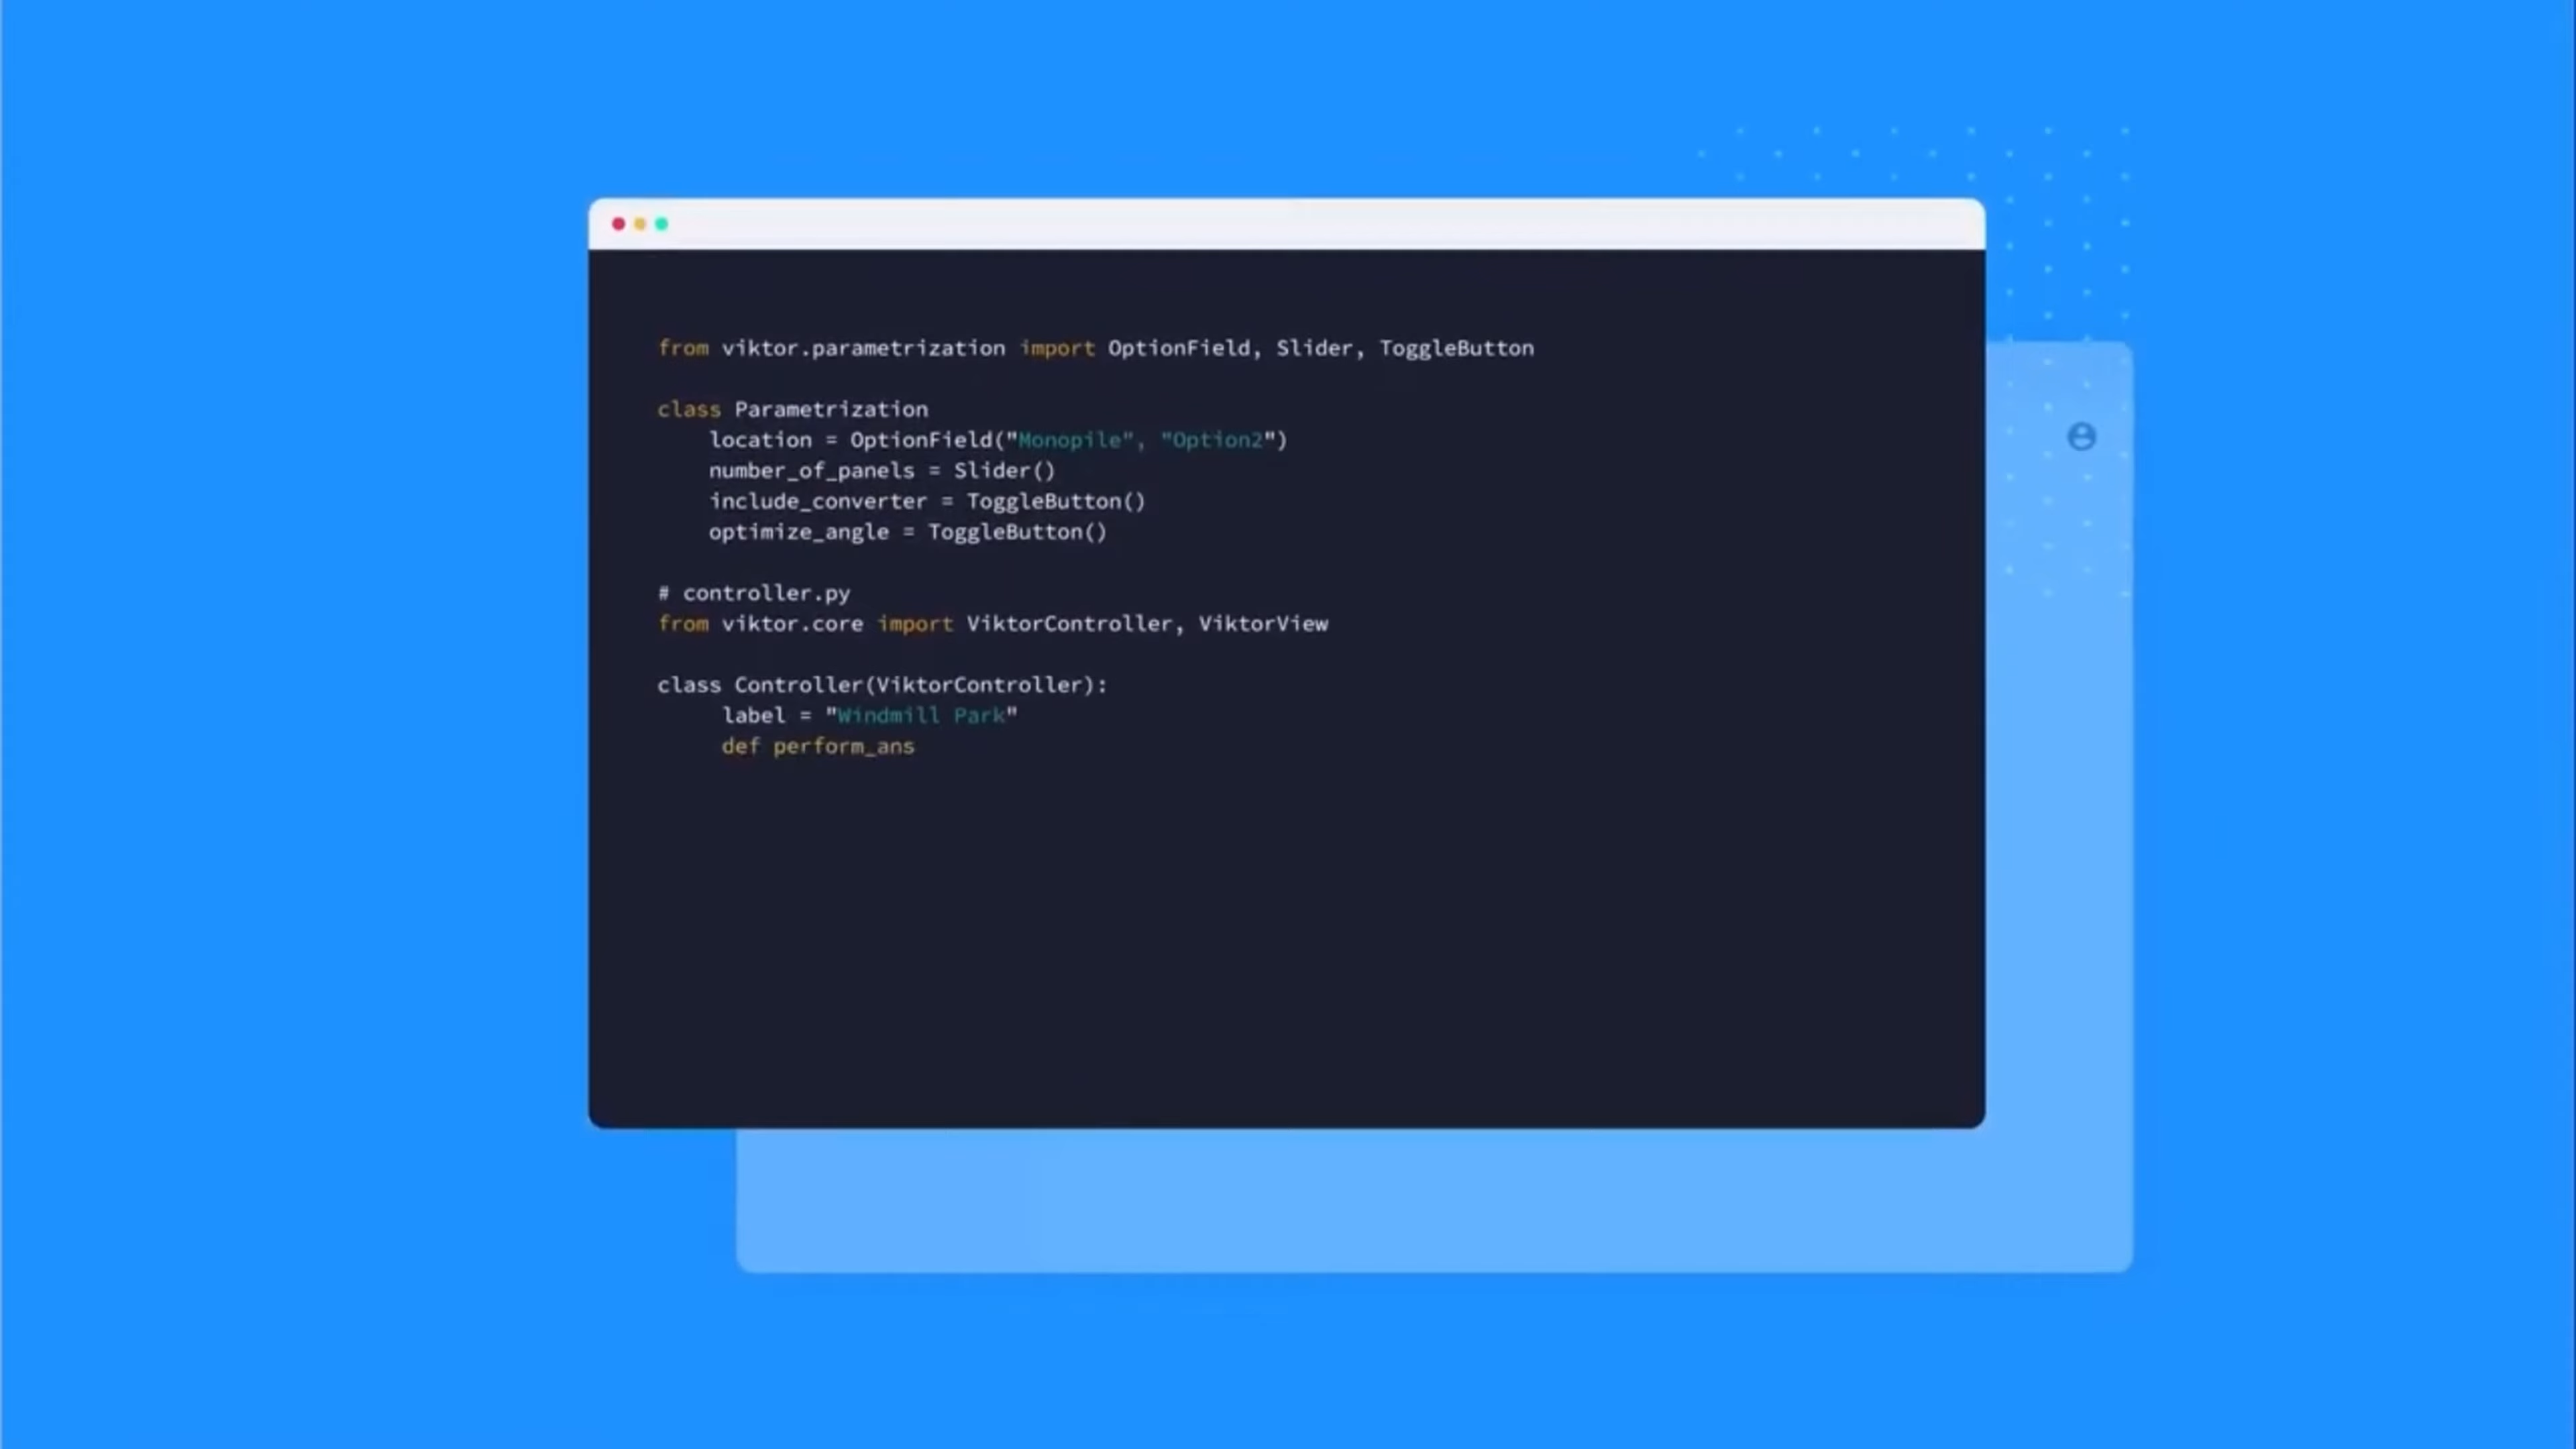 from viktor.parametrization import OptionField, Slider, ToggleButton
class Parametrization
location = OptionField("Monopile", "Option2")
number_of_panels = Slider()
include_converter = ToggleButton()
optimize_angle = ToggleButton()
# controller.py
from viktor.core import ViktorController, ViktorView
class Controller(ViktorController):
label = "Windmill Park"
def perform_ans